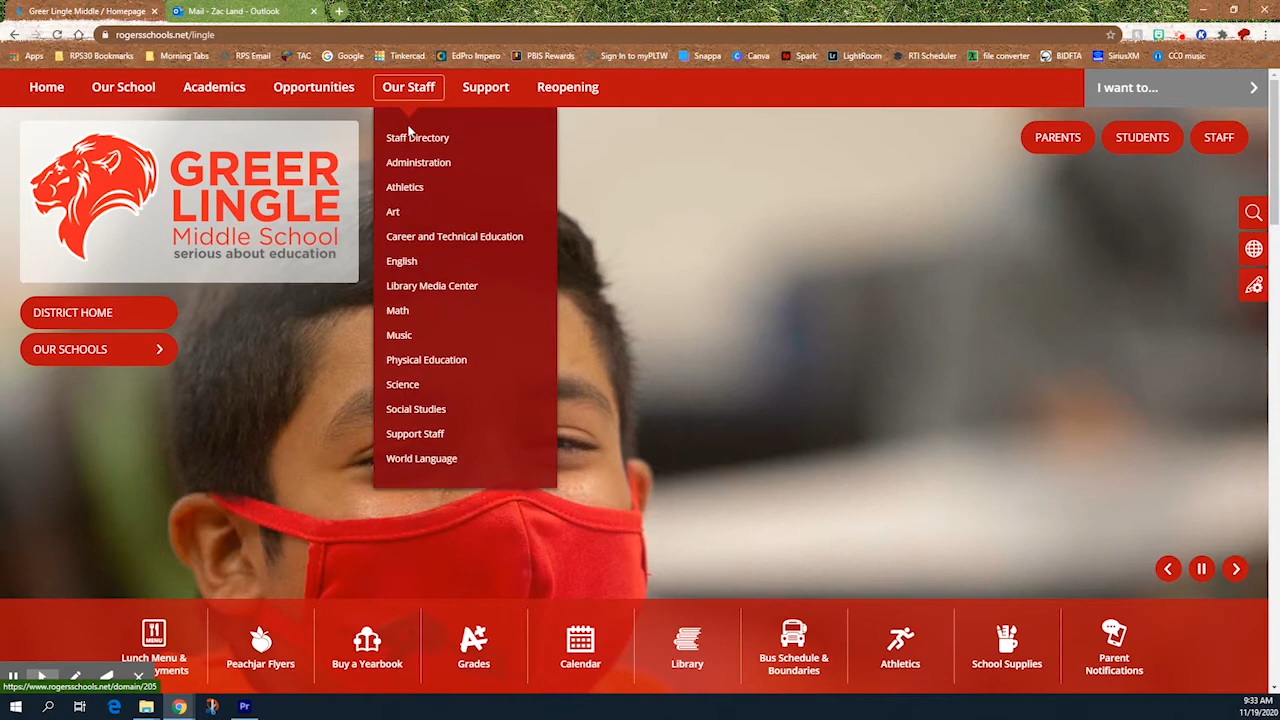 Greer Lingle Middle / Homepage
Mail - Zac Land - Outlook
rogersschools.net/lingle
Apps
RPS30 Bookmarks
Morning Tabs
RPS Email
TAC
Google
Tinkercad
EdPro Impero
PBIS Rewards
Sign In to myPLTW
Snappa
Canva
Spark
LightRoom
RTI Scheduler
file converter
BIDFTA
SiriusXM
CC0 music
Home
Our School
Academics
Opportunities
Our Staff
Support
Reopening
I want to...
GREER
LINGLE
Middle School
serious about education
DISTRICT HOME
OUR SCHOOLS
Staff Directory
Administration
Athletics
Art
Career and Technical Education
English
Library Media Center
Math
Music
Physical Education
Science
Social Studies
Support Staff
World Language
PARENTS
STUDENTS
STAFF
MENU
Lunch Menu &
yments
Peachjar Flyers
Buy a Yearbook
Grades
Calendar
Library
Bus Schedule &
Boundaries
Athletics
School Supplies
Parent
Notifications
https://www.rogersschools.net/domain/205
9:33 AM
11/19/2020